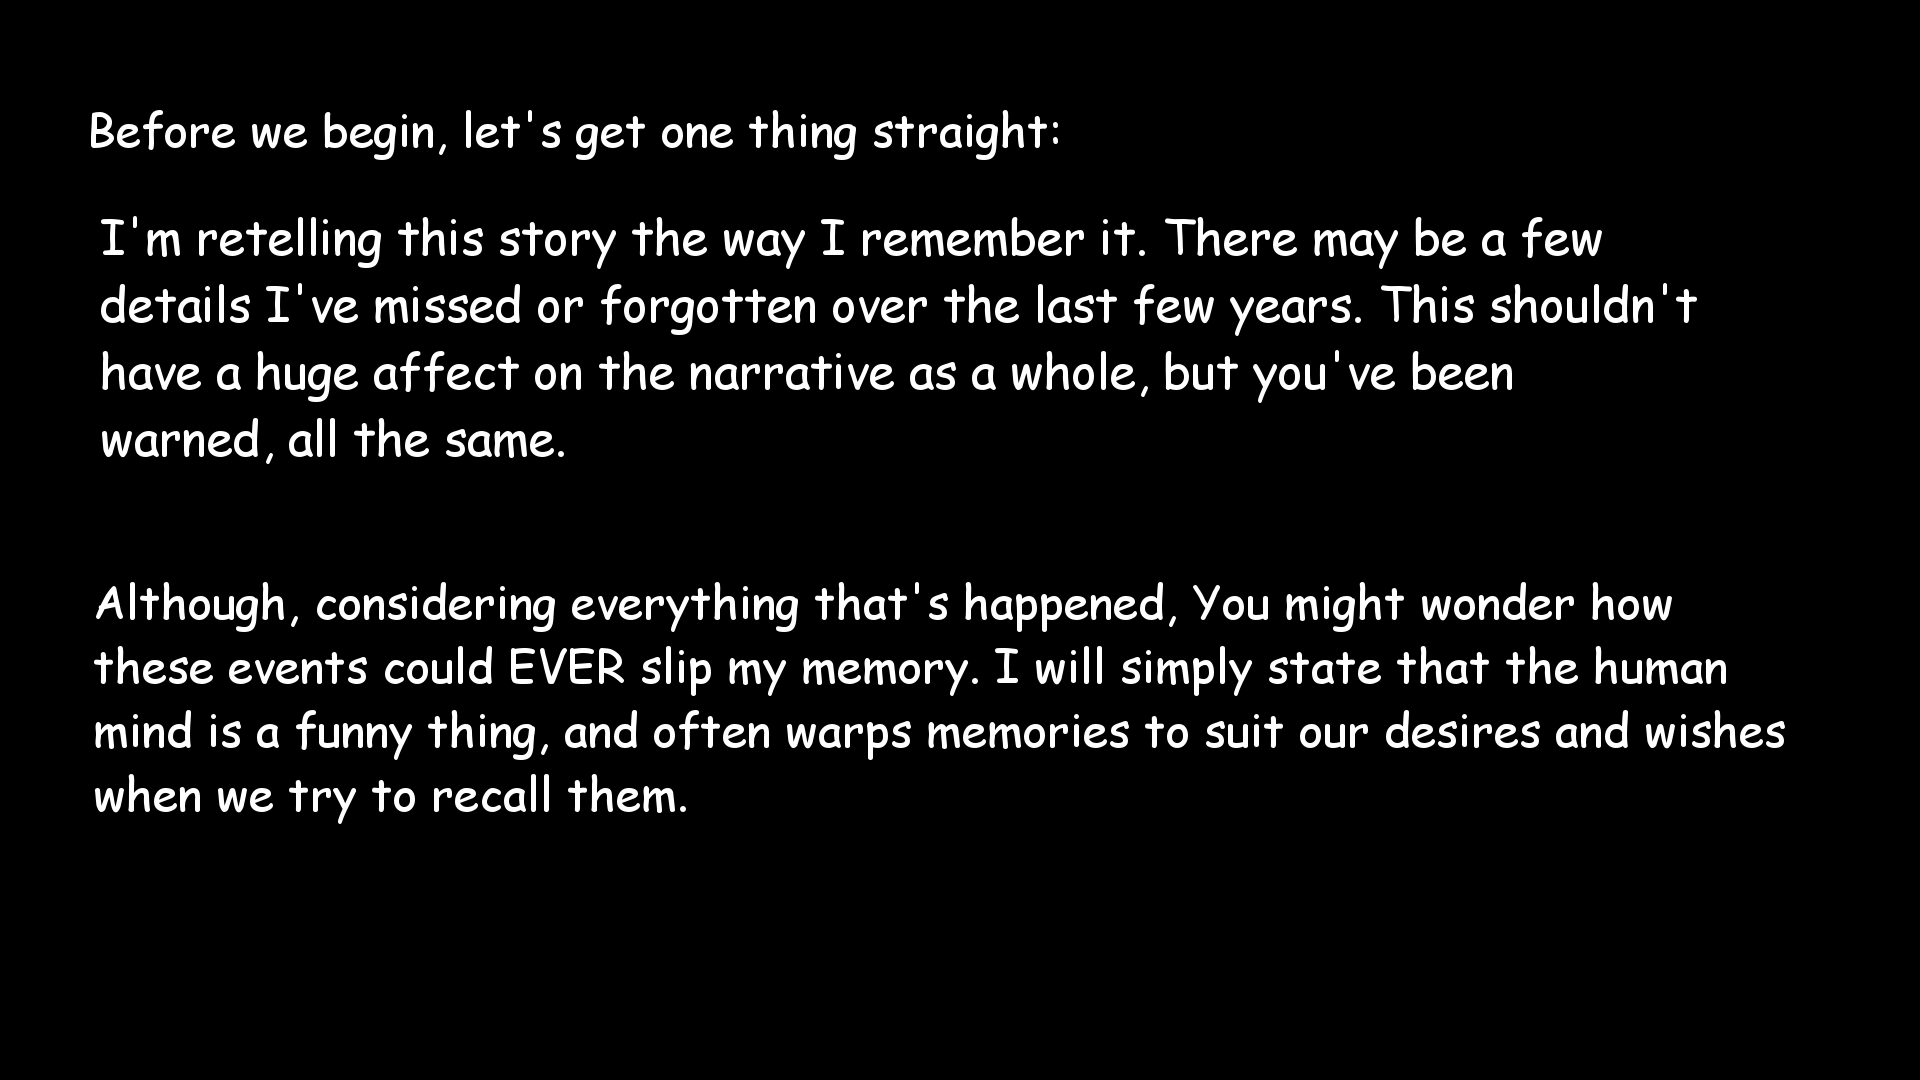 Before we begin, let's get one thing straight:
I'm retelling this story the way I remember it. There may be a few
details I've missed or forgotten over the last few years. This shouldn't
have a huge affect on the narrative as a whole, but you've been
warned, all the same.
Although, considering everything that's happened, You might wonder how
these events could EVER slip my memory. I will simply state that the human
mind is a funny thing, and often warps memories to suit our desires and wishes
when we try to recall them.